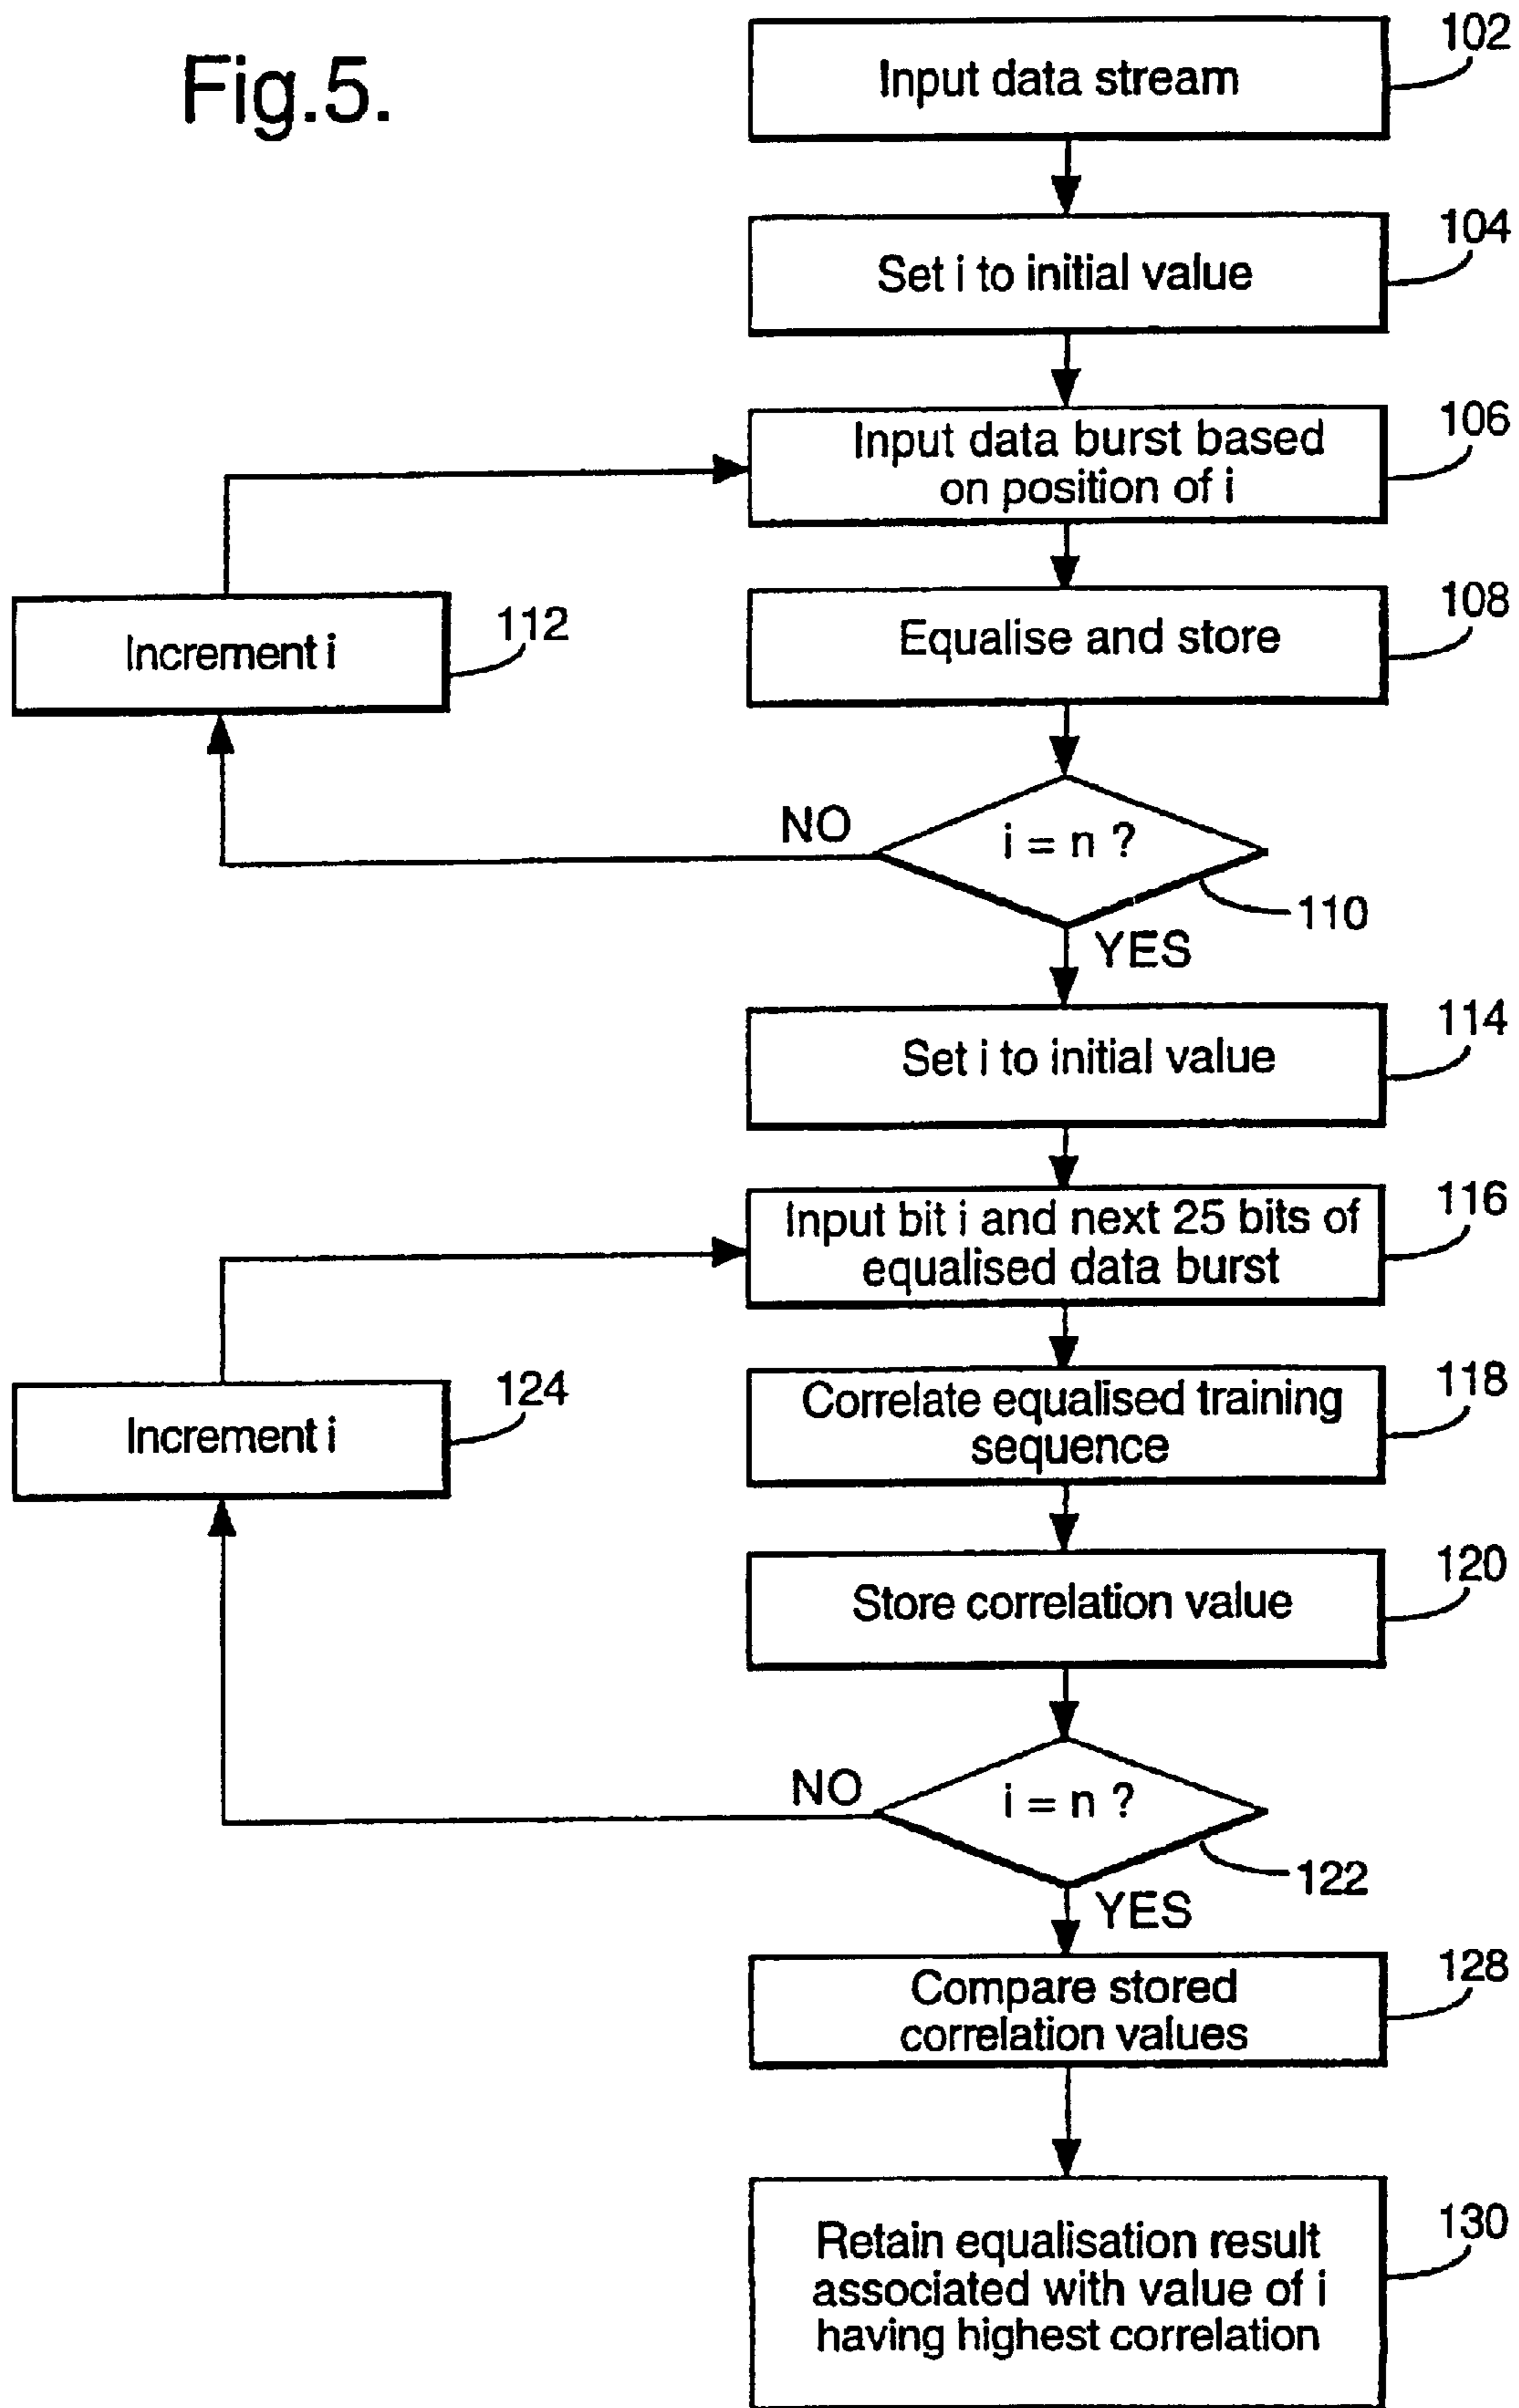 Fig.5.
Input data stream
102
Set i to initial value
104
Input data burst based
on position of i
106
Equalise and store
108
Increment i
112
NO
i = n ?
110
YES
Set i to initial value
114
Input bit i and next 25 bits of
equalised data burst
116
Correlate equalised training
sequence
118
Increment i
124
Store correlation value
120
NO
i = n ?
122
YES
Compare stored
correlation values
128
Retain equalisation result
associated with value of i
having highest correlation
130